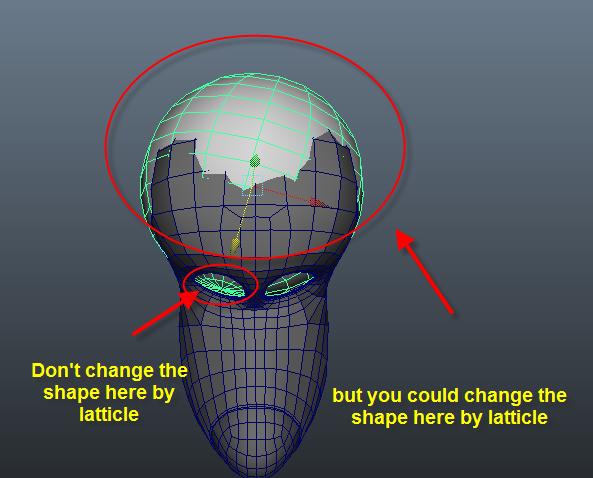 Don't change the
shape here by
latticle
but you could change the
shape here by latticle